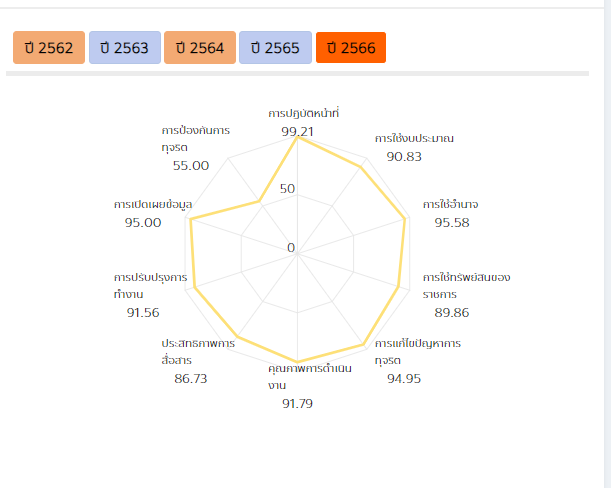 ปี 2562
ปี 2563
ปี 2564
ปี 2565
ปี 2566
การปฏิบัติหน้าที่
99.21
การใช้งบประมาณ
90.83
การใช้อำนาจ
95.58
การใช้ทรัพย์สินของ
ราชการ
89.86
การแก้ไขปัญหาการ
ทุจริต
94.95
คุณภาพการดำเนิน
งาน
91.79
ประสิทธิภาพการ
สื่อสาร
86.73
การปรับปรุงการ
ทำงาน
91.56
การเปิดเผยข้อมูล
95.00
การป้องกันการ
ทุจริต
55.00
50
0